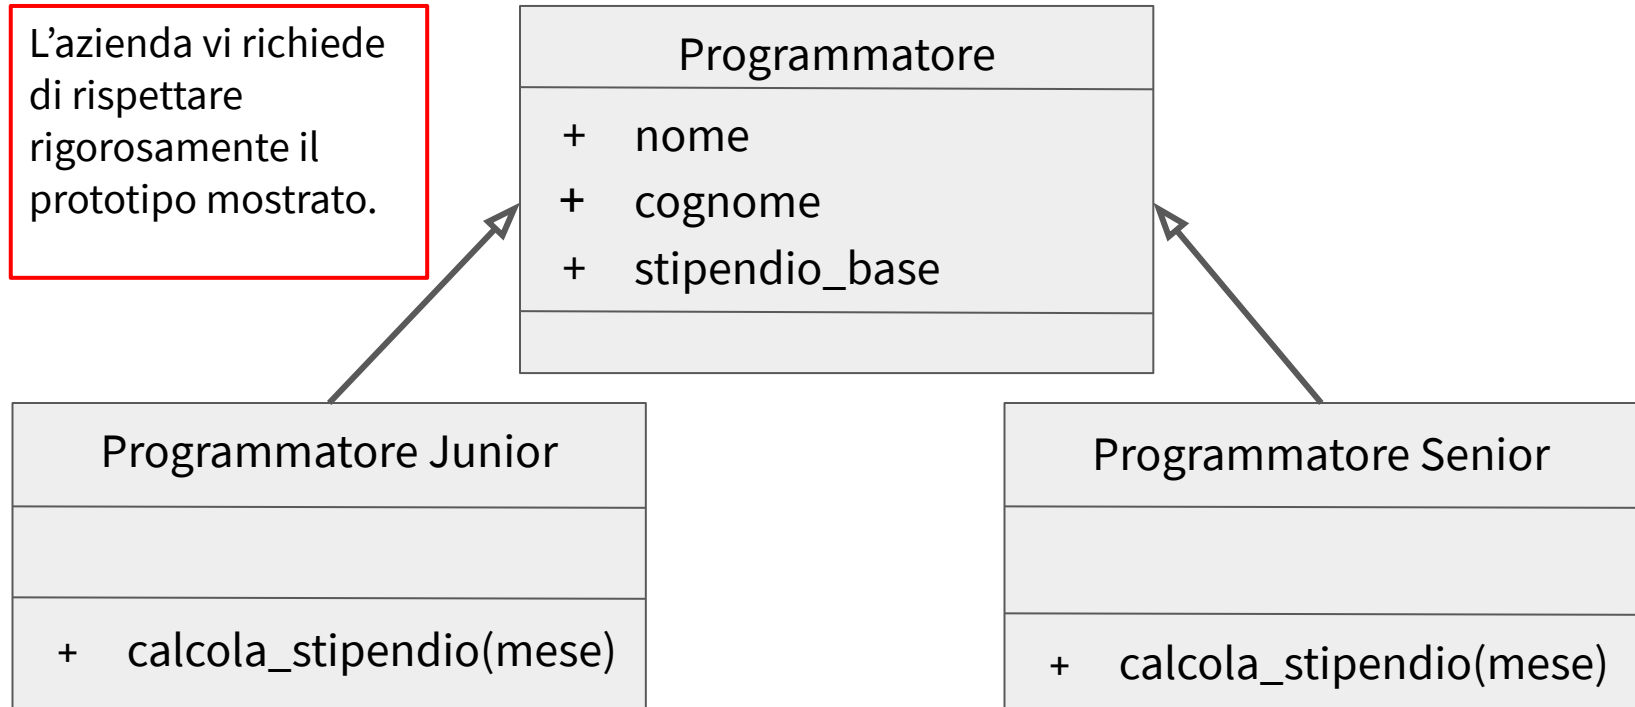 L'azienda vi richiede
di rispettare
rigorosamente il
prototipo mostrato.
Programmatore
+ nome
+ cognome
+ stipendio_base
Programmatore Junior
+ calcola_stipendio(mese)
Programmatore Senior
+ calcola_stipendio(mese)